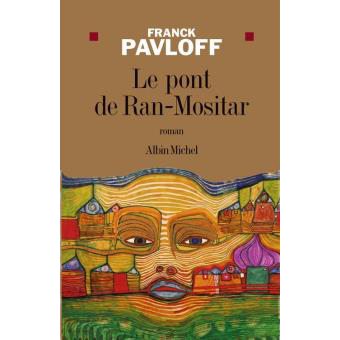 FRANCK
PAVLOFF
Le pont
de Ran-Mositar
roman
Albin Michel